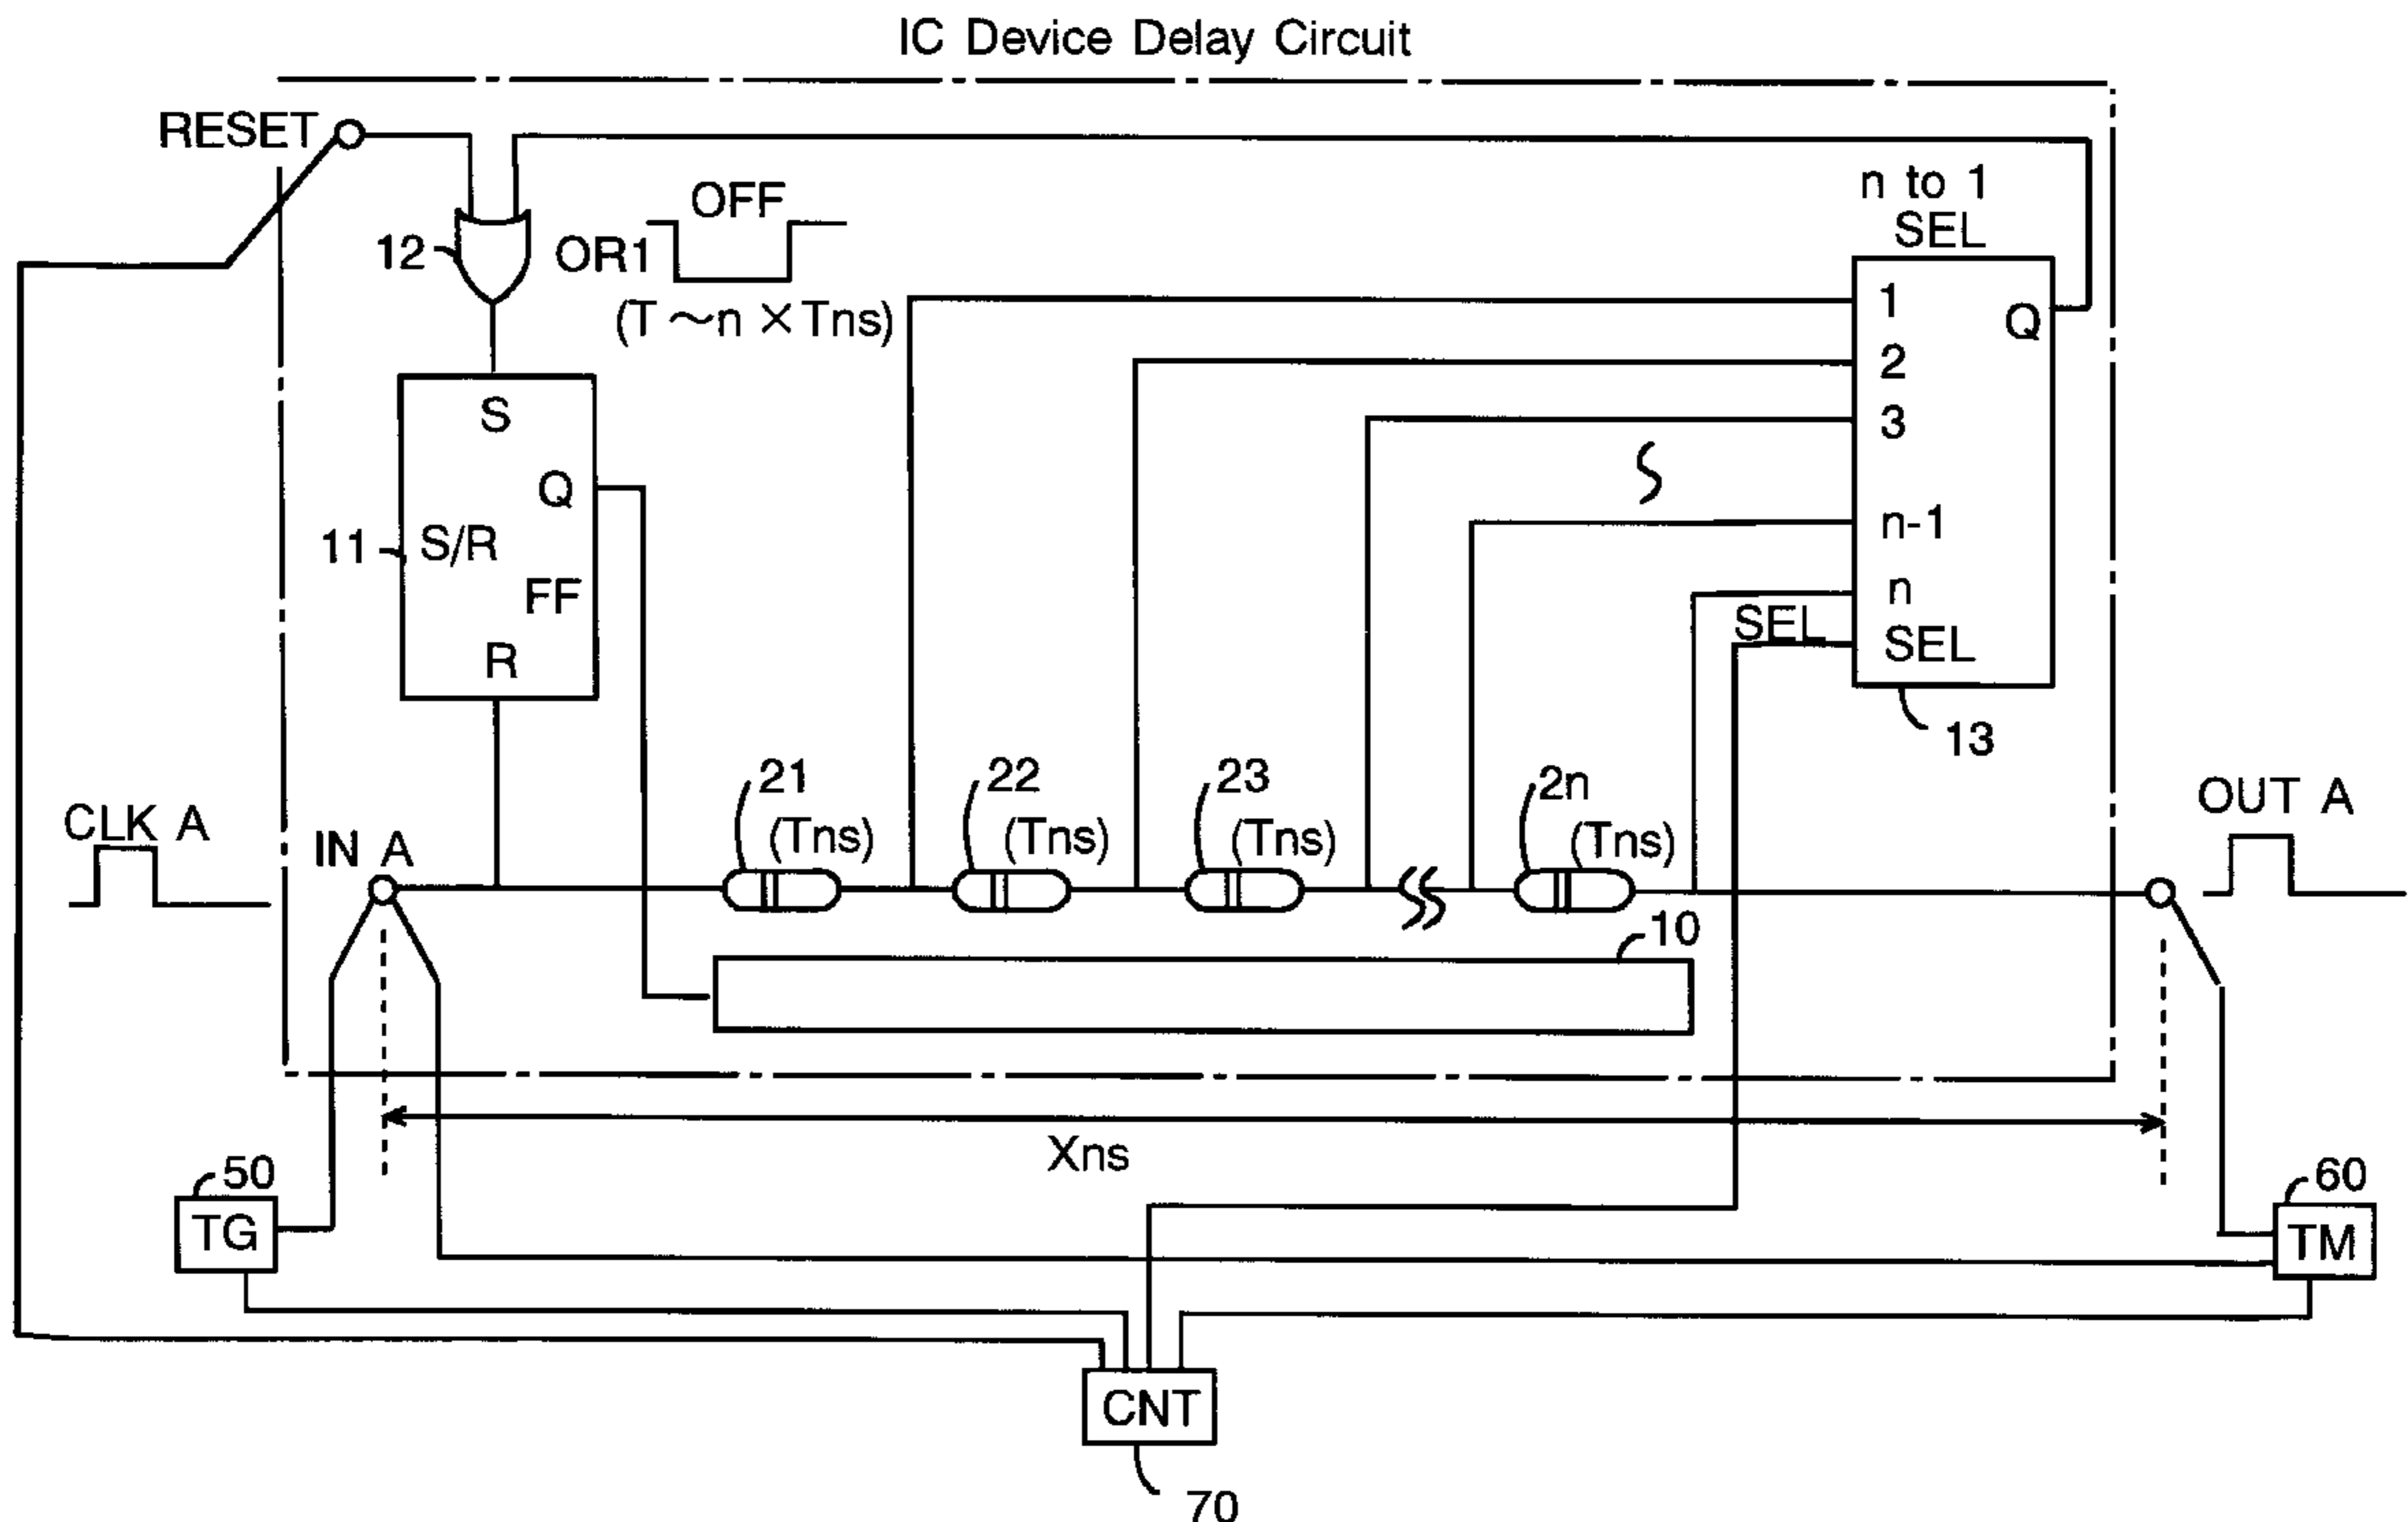 IC Device Delay Circuit
RESET
n to 1
SEL
OFF
12
OR1
(T ~n ×Tns)
1
Q
2
S
3
Q
n-1
11
S/R
FF
n
SEL
SEL
R
13
21
22
23
2n
(Tns)
(Tns)
(Tns)
(Tns)
CLK A
IN A
OUT A
10
Xns
50
TG
60
TM
CNT
70